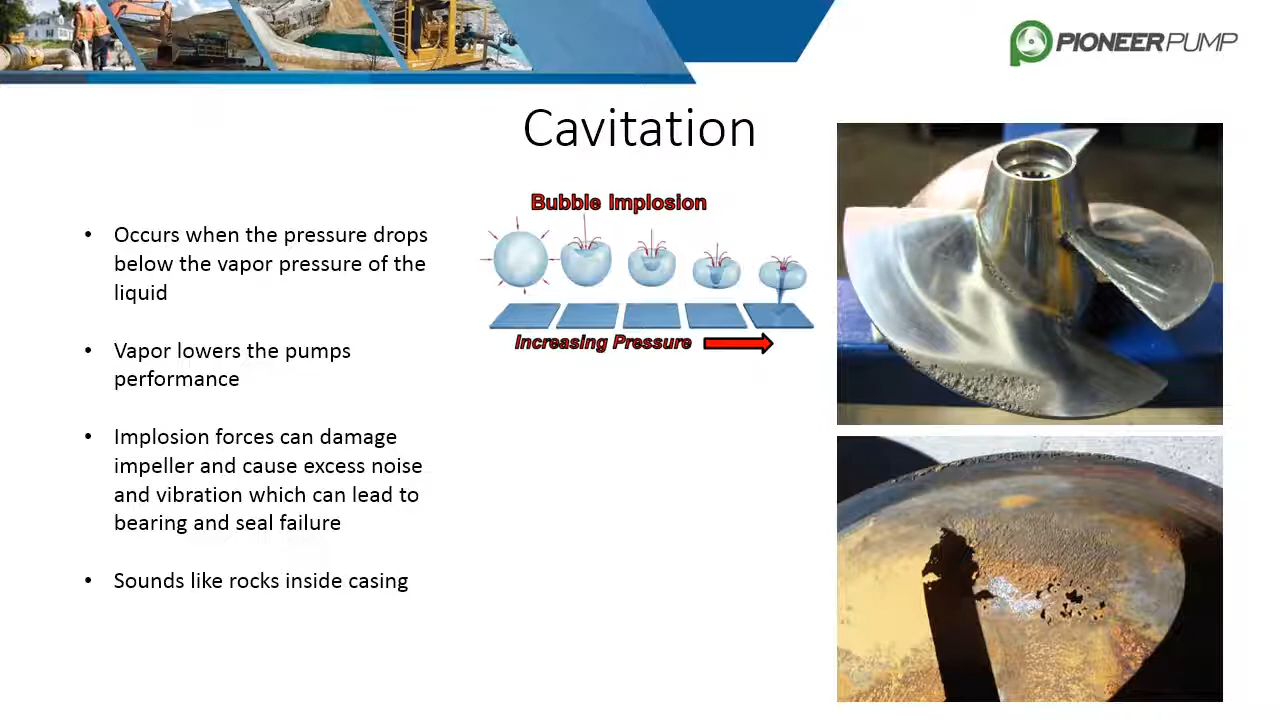 PIONEERPUMP
Cavitation
• Occurs when the pressure drops
below the vapor pressure of the
liquid
• Vapor lowers the pumps
performance
• Implosion forces can damage
impeller and cause excess noise
and vibration which can lead to
bearing and seal failure
• Sounds like rocks inside casing
Bubble Implosion
Increasing Pressure